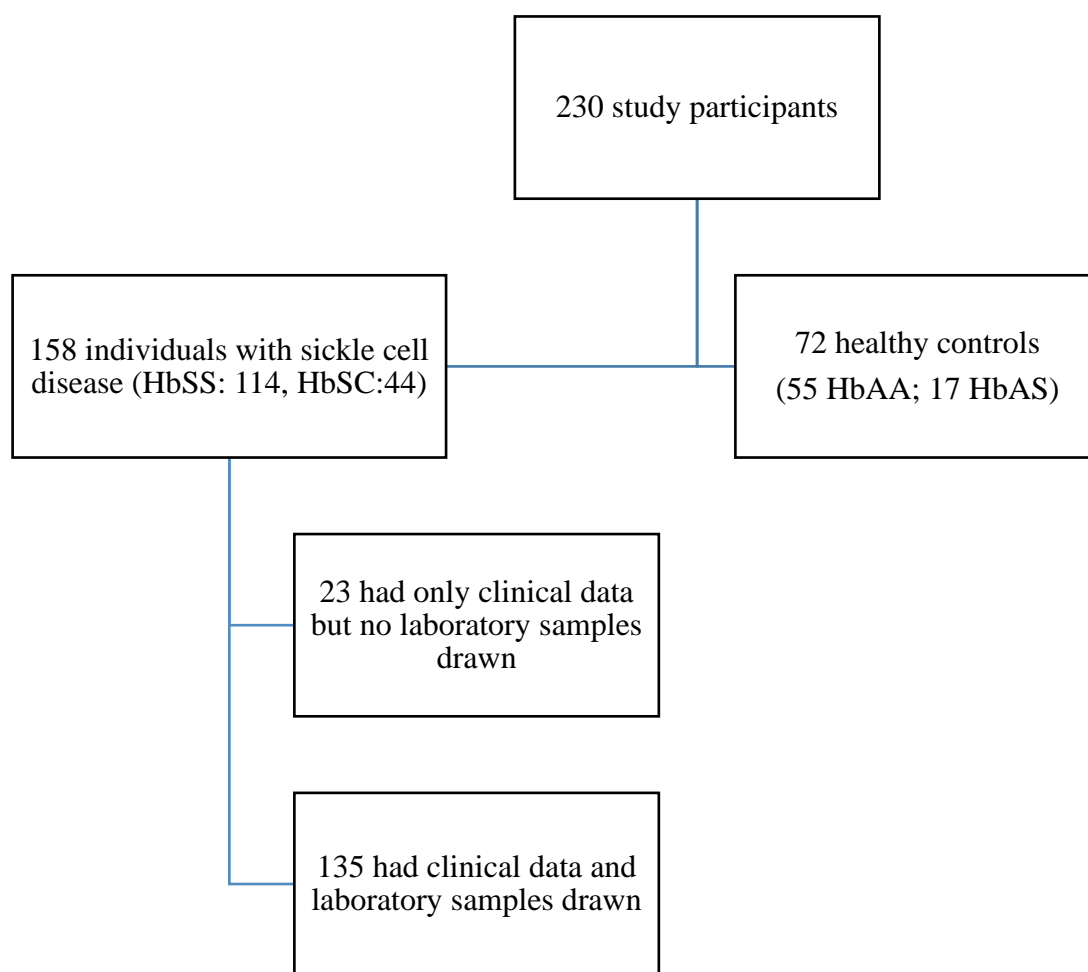 230 study participants
158 individuals with sickle cell
disease (HbSS: 114, HbSC:44)
72 healthy controls
(55 HbAA; 17 HbAS)
23 had only clinical data
but no laboratory samples
drawn
135 had clinical data and
laboratory samples drawn